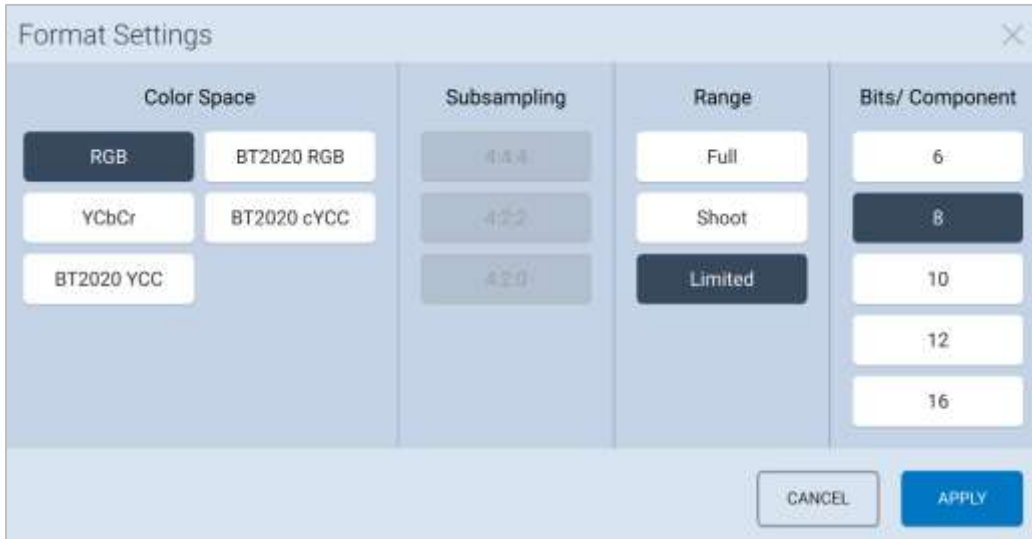 Format Settings
Color Space
Subsampling
Range
Bits/ Component
RGB
BT2020 RGB
4:4:4
Full
6
YCbCr
BT2020 cYCC
4:2:2
Shoot
8
BT2020 YCC
4:2:0
Limited
10
12
16
CANCEL
APPLY